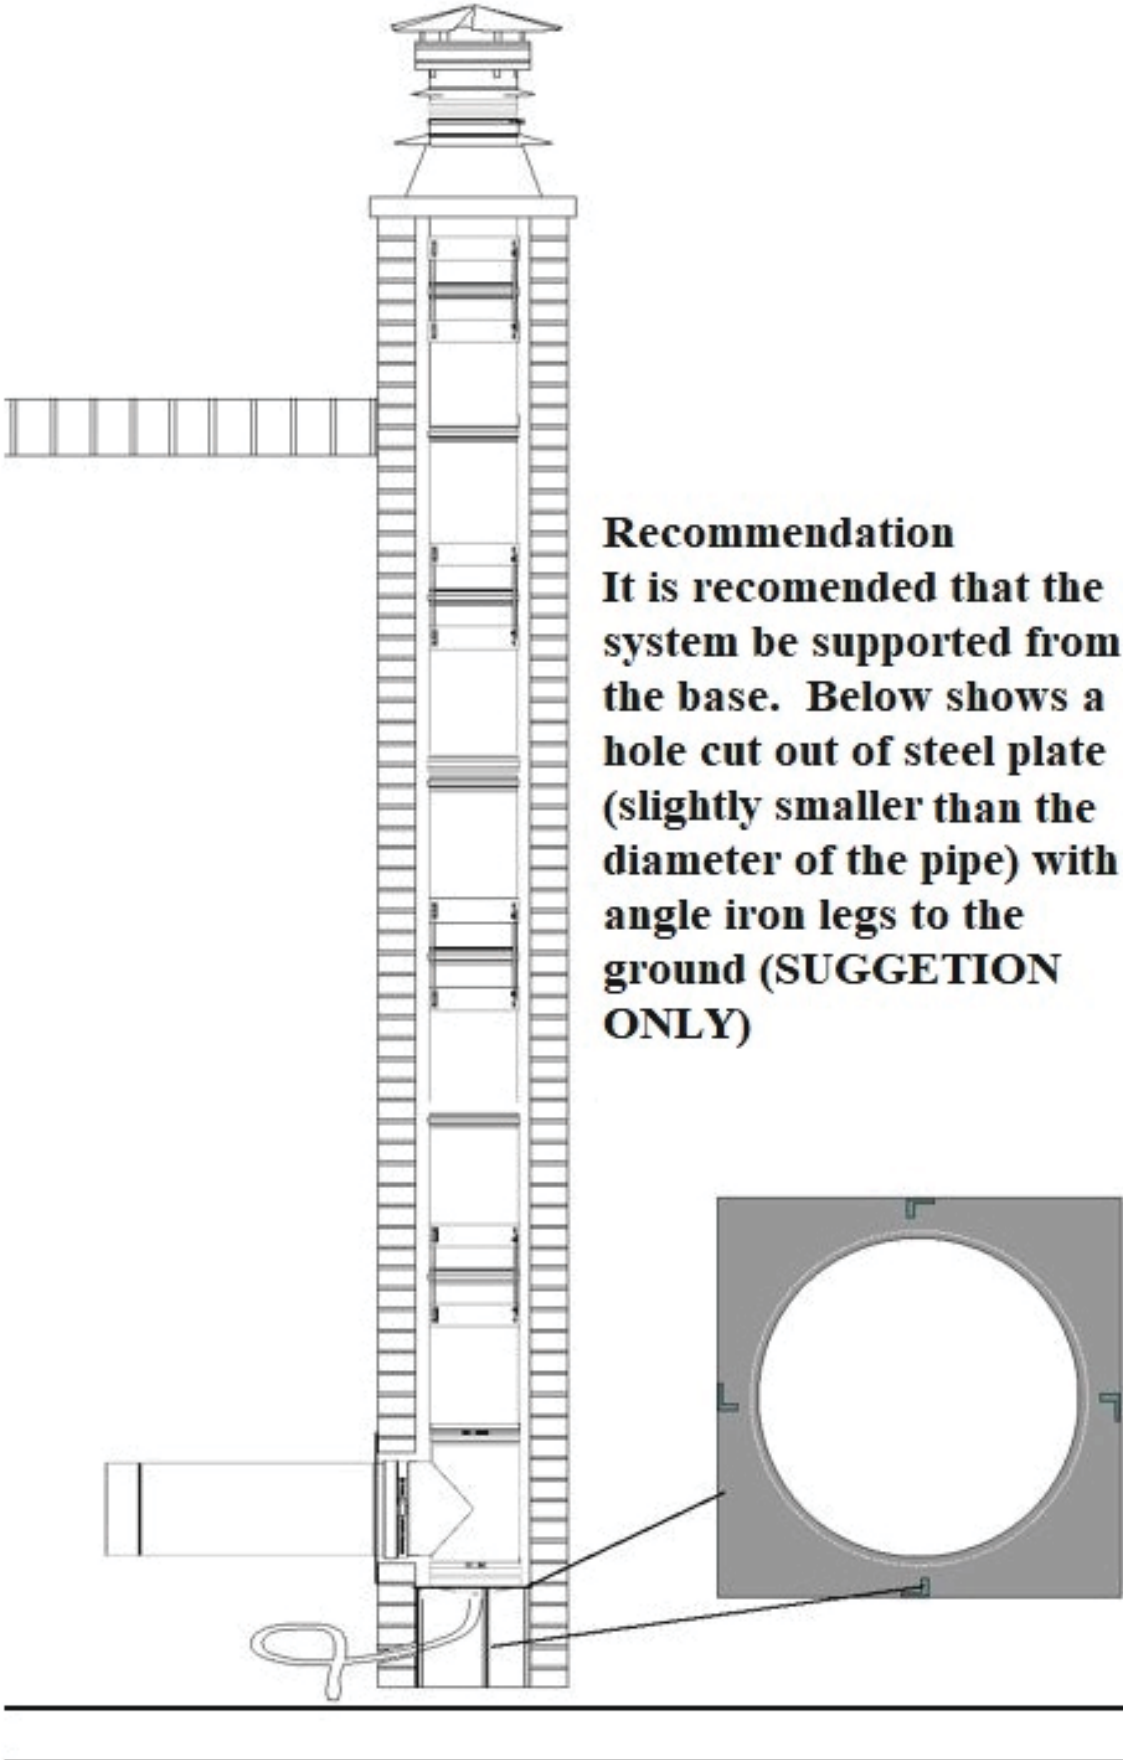 Recommendation
It is recomended that the
system be supported from
the base.  Below shows a
hole cut out of steel plate
(slightly smaller than the
diameter of the pipe) with
angle iron legs to the
ground (SUGGETION
ONLY)